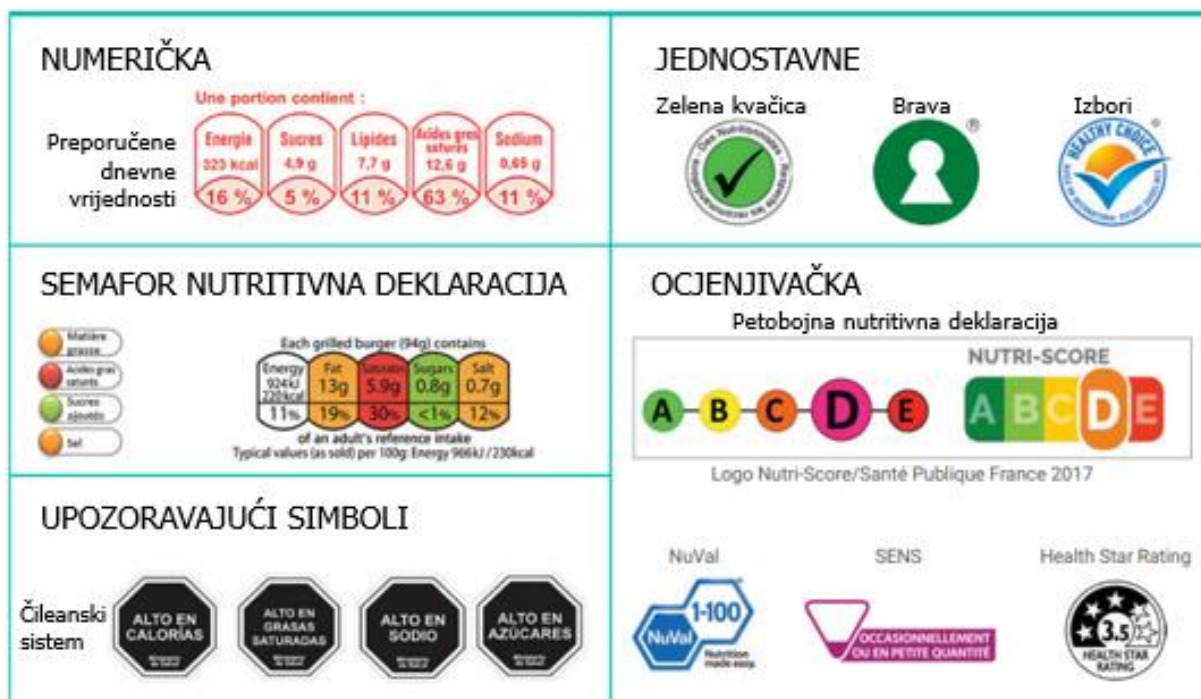 NUMERIČKA
Preporučene
dnevne
vrijednosti
Une portion contient :
Energie
323 kcal
16 %
Sucres
4,9 g
5 %
Lipides
7,7 g
11 %
Acides gras
saturés
12,6 g
63 %
Sodium
0,65 g
11 %
JEDNOSTAVNE
Zelena kvačica
Brava
®
Izbori
HEALTHY CHOICE
®
SEMAFOR NUTRITIVNA DEKLARACIJA
Matière
grasse
Acides gras
saturés
Sucres
ajoutés
Sel
Each grilled burger (94g) contains
Energy
924kJ
220kcal
11%
Fat
13g
19%
Saturates
5.9g
30%
Sugars
0.8g
<1%
Salt
0.7g
12%
of an adult's reference intake
Typical values (as sold) per 100g: Energy 966kJ / 230kcal
OCJENJIVAČKA
Petobojna nutritivna deklaracija
A B C D E
NUTRI-SCORE
A B C D E
Logo Nutri-Score/Santé Publique France 2017
UPOZORAVAJUĆI SIMBOLI
Čileanski
sistem
ALTO EN
CALORÍAS
ALTO EN
GRASAS
SATURADAS
ALTO EN
SODIO
ALTO EN
AZÚCARES
NuVal
1-100
NuVal
Nutrition
made easy.
SENS
OCCASIONNELLEMENT
OU EN PETITE QUANTITÉ
Health Star Rating
3.5
HEALTH STAR
RATING